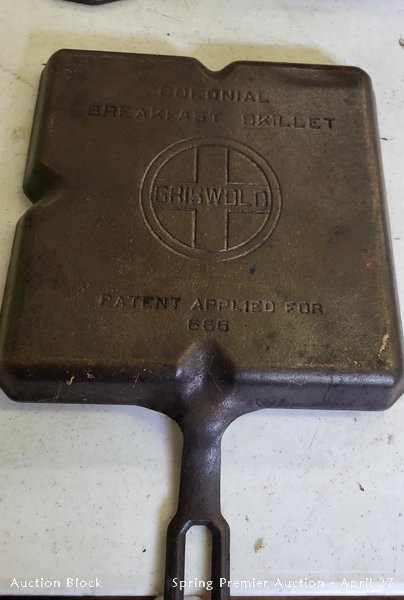 COLONIAL
BREAKFAST SKILLET
GRISWOLD
PATENT APPLIED FOR
666
Auction Block Spring Premier Auction - April 27